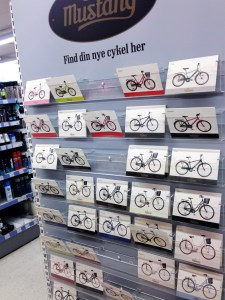 Mustang
Find din nye cykel her